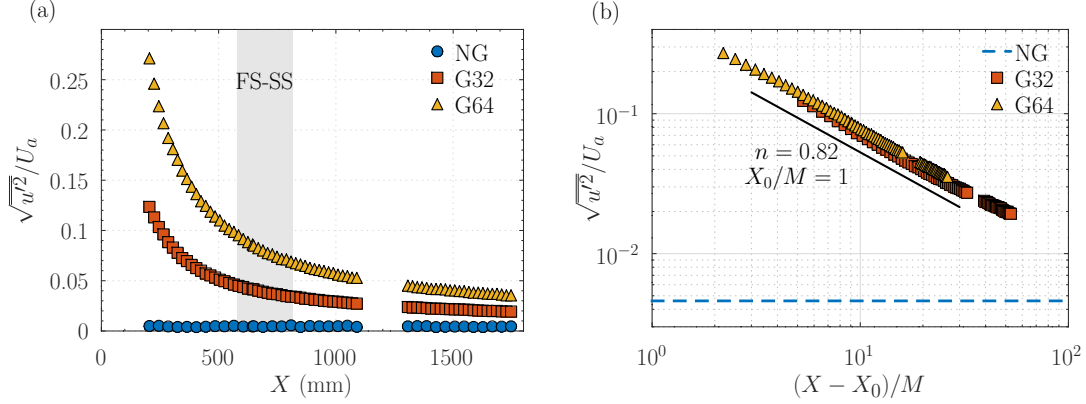 (a)
0.25
0.2
0.15
0.1
0.05
0
0
500
1000
1500
X (mm)
√u′²/U_a
FS-SS
NG
G32
G64
(b)
10⁻¹
10⁻²
10⁰
10¹
10²
(X − X₀)/M
√u′²/U_a
NG
G32
G64
n = 0.82
X₀/M = 1